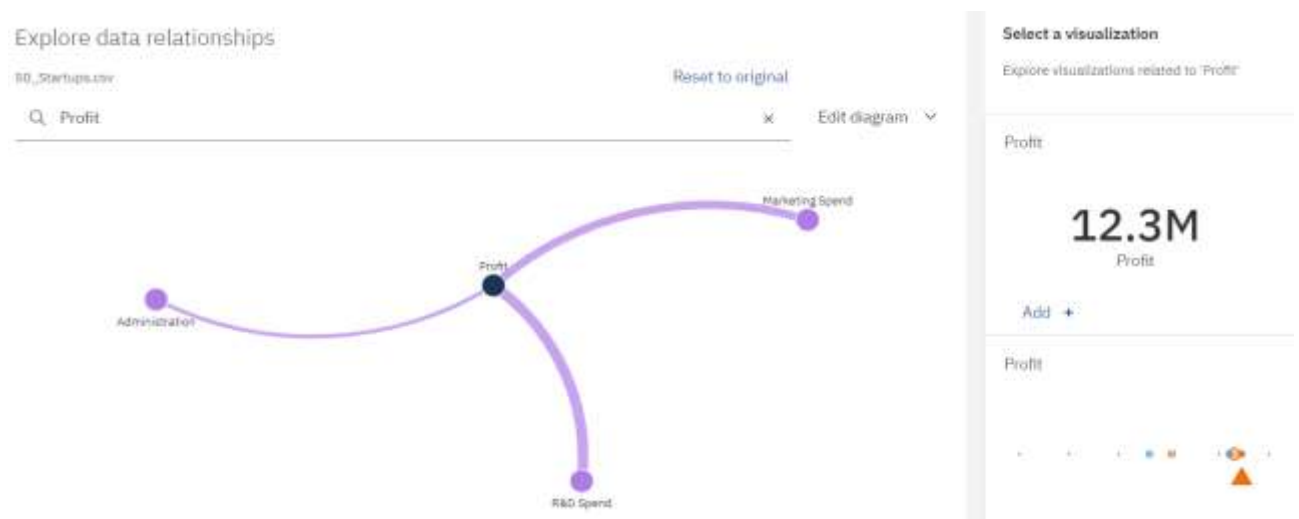 Explore data relationships
50_Startups.csv
Reset to original
Profit
Edit diagram
Marketing Spend
Profit
Administration
R&D Spend
Select a visualization
Explore visualizations related to 'Profit'
Profit
12.3M
Profit
Add +
Profit